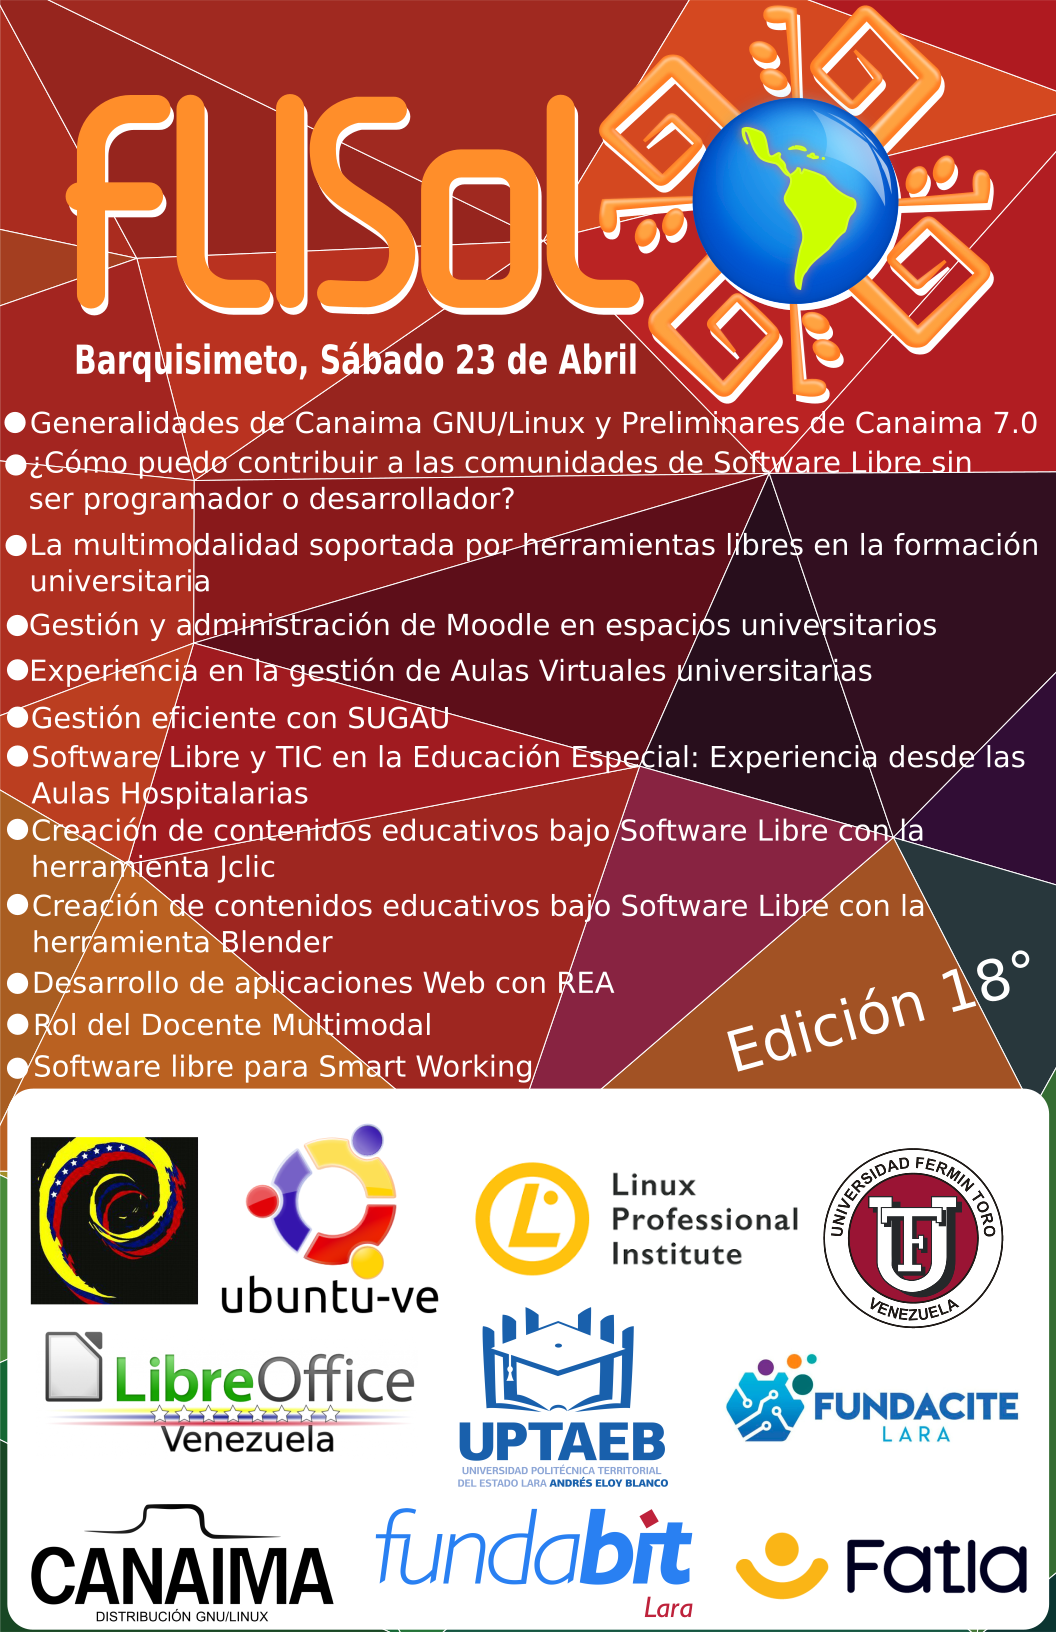 FLISoL
Barquisimeto, Sábado 23 de Abril
●Generalidades de Canaima GNU/Linux y Preliminares de Canaima 7.0
●¿Cómo puedo contribuir a las comunidades de Software Libre sin
ser programador o desarrollador?
●La multimodalidad soportada por herramientas libres en la formación
universitaria
●Gestión y administración de Moodle en espacios universitarios
●Experiencia en la gestión de Aulas Virtuales universitarias
●Gestión eficiente con SUGAU
●Software Libre y TIC en la Educación Especial: Experiencia desde las
Aulas Hospitalarias
●Creación de contenidos educativos bajo Software Libre con la
herramienta Jclic
●Creación de contenidos educativos bajo Software Libre con la
herramienta Blender
●Desarrollo de aplicaciones Web con REA
●Rol del Docente Multimodal
●Software libre para Smart Working
Edición 18°
ubuntu-ve
Linux
Professional
Institute
UNIVERSIDAD FERMIN TORO
UFT
VENEZUELA
LibreOffice
Venezuela
UPTAEB
UNIVERSIDAD POLITÉCNICA TERRITORIAL
DEL ESTADO LARA ANDRÉS ELOY BLANCO
FUNDACITE
LARA
CANAIMA
DISTRIBUCIÓN GNU/LINUX
fundabit
Lara
Fatla